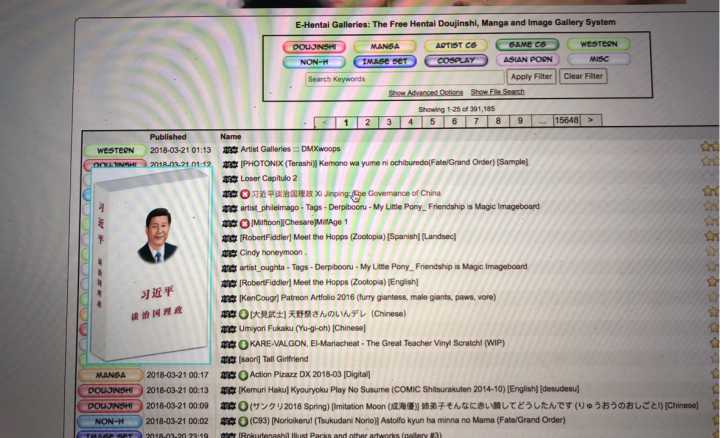 E-Hentai Galleries: The Free Hentai Doujinshi, Manga and Image Gallery System
DOUJINSHI MANGA ARTIST CG GAME CG WESTERN
NON-H IMAGE SET COSPLAY ASIAN PORN MISC
Search Keywords Apply Filter Clear Filter
Show Advanced Options Show File Search
Showing 1-25 of 391,185
< 1 2 3 4 5 6 7 8 9 ... 15648 >
Published Name
WESTERN 2018-03-21 01:13 Artist Galleries ::: DMXwoops
DOUJINSHI 2018-03-21 01:12 [PHOTONIX (Terashi)] Kemono wa yume ni ochiburedo(Fate/Grand Order) [Sample]
Loser Capitulo 2
习近平谈治国理政 Xi Jinping: The Governance of China
artist_phileimago - Tags - Derpibooru - My Little Pony_ Friendship is Magic Imageboard
[Milftoon][Chesare]MilfAge 1
[RobertFiddler] Meet the Hopps (Zootopia) [Spanish] [Landsec]
Cindy honeymoon .
artist_oughta - Tags - Derpibooru - My Little Pony_ Friendship is Magic Imageboard
[RobertFiddler] Meet the Hopps (Zootopia) [English]
[KenCougr] Patreon Artfolio 2016 (furry giantess, male giants, paws, vore)
[大見武士] 天野祭さんのいんデレ (Chinese)
Umiyori Fukaku (Yu-gi-oh) [Chinese]
KARE-VALGON, El-Mariacheat - The Great Teacher Vinyl Scratch! (WIP)
[saori] Tall Girlfriend
习近平
谈治国理政
习近平
谈治国理政
MANGA 2018-03-21 00:17 Action Pizazz DX 2018-03 [Digital]
DOUJINSHI 2018-03-21 00:13 [Kemuri Haku] Kyouryoku Play No Susume (COMIC Shitsurakuten 2014-10) [English] [desudesu]
DOUJINSHI 2018-03-21 00:09 (サンクリ2018 Spring) [Imitation Moon (成海優)] 姉弟子そんなに赤い顔してどうしたんです (りゅうおうのおしごと!) [Chinese]
NON-H 2018-03-21 00:02 (C93) [Norioikeru! (Tsukudani Norio)] Astolfo kyun ha minna no Mama (Fate/Grand Order)
IMAGE SET 2018-03-20 23:19 [Rokudenashi] Illust Packs and other artworks (gallery #3)